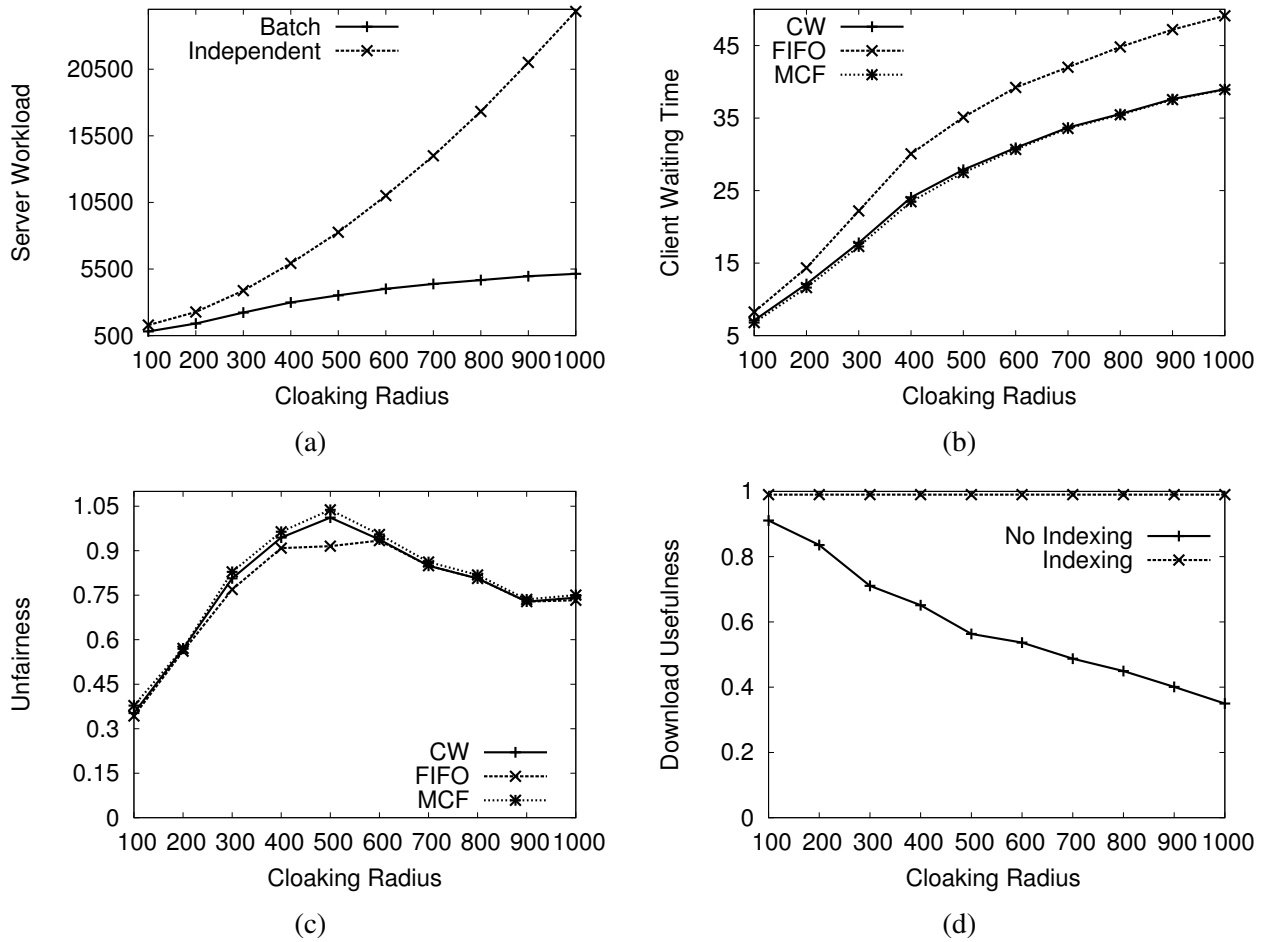 Batch
Independent
20500
15500
10500
5500
500
Server Workload
100 200 300 400 500 600 700 800 900 1000
Cloaking Radius
(a)
CW
FIFO
MCF
45
35
25
15
5
Client Waiting Time
100 200 300 400 500 600 700 800 900 1000
Cloaking Radius
(b)
1.05
0.9
0.75
0.6
0.45
0.3
0.15
0
Unfairness
CW
FIFO
MCF
100 200 300 400 500 600 700 800 900 1000
Cloaking Radius
(c)
1
0.8
0.6
0.4
0.2
0
Download Usefulness
No Indexing
Indexing
100 200 300 400 500 600 700 800 900 1000
Cloaking Radius
(d)